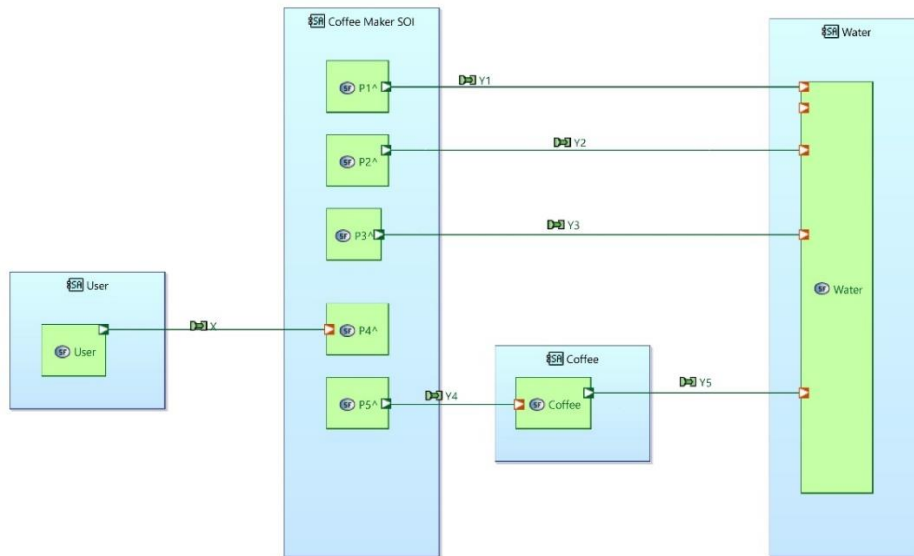 SA Coffee Maker SOI
SA Water
SF P1^
Y1
SF P2^
Y2
SF P3^
Y3
SF Water
SA User
SF User
X
SF P4^
SA Coffee
SF P5^
Y4
SF Coffee
Y5